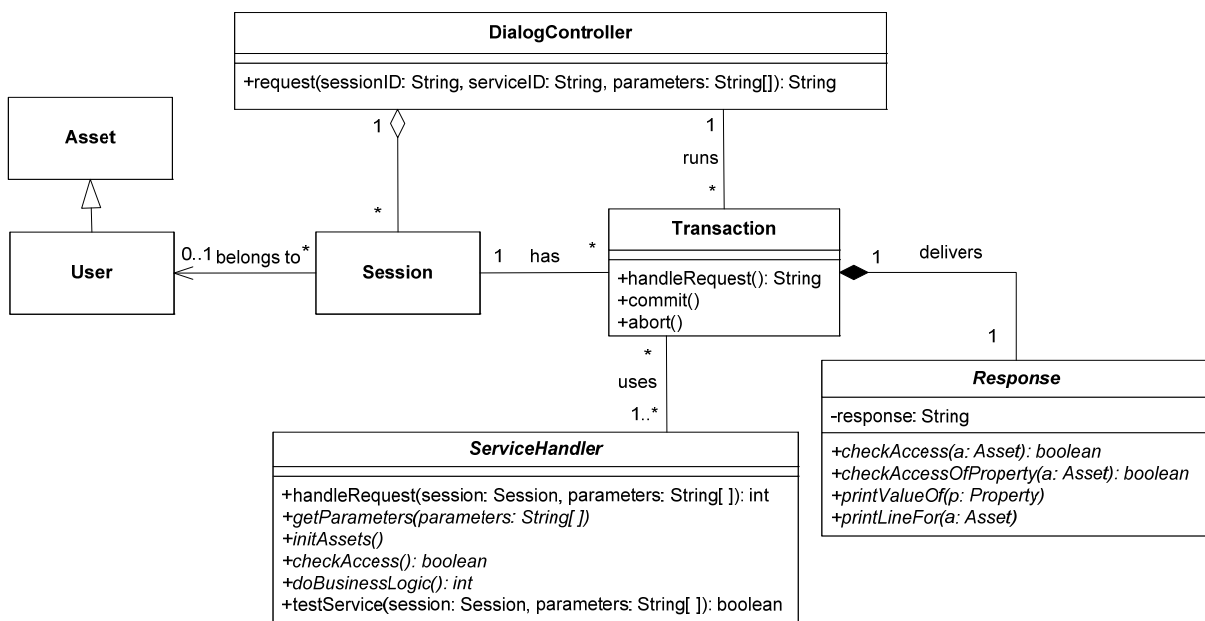 DialogController
+request(sessionID: String, serviceID: String, parameters: String[]): String
Asset
1
1
runs
*
*
User
0..1 belongs to *
Session
1 has *
Transaction
+handleRequest(): String
+commit()
+abort()
1 delivers
1
*
uses
1..*
Response
-response: String
+checkAccess(a: Asset): boolean
+checkAccessOfProperty(a: Asset): boolean
+printValueOf(p: Property)
+printLineFor(a: Asset)
ServiceHandler
+handleRequest(session: Session, parameters: String[ ]): int
+getParameters(parameters: String[ ])
+initAssets()
+checkAccess(): boolean
+doBusinessLogic(): int
+testService(session: Session, parameters: String[ ]): boolean